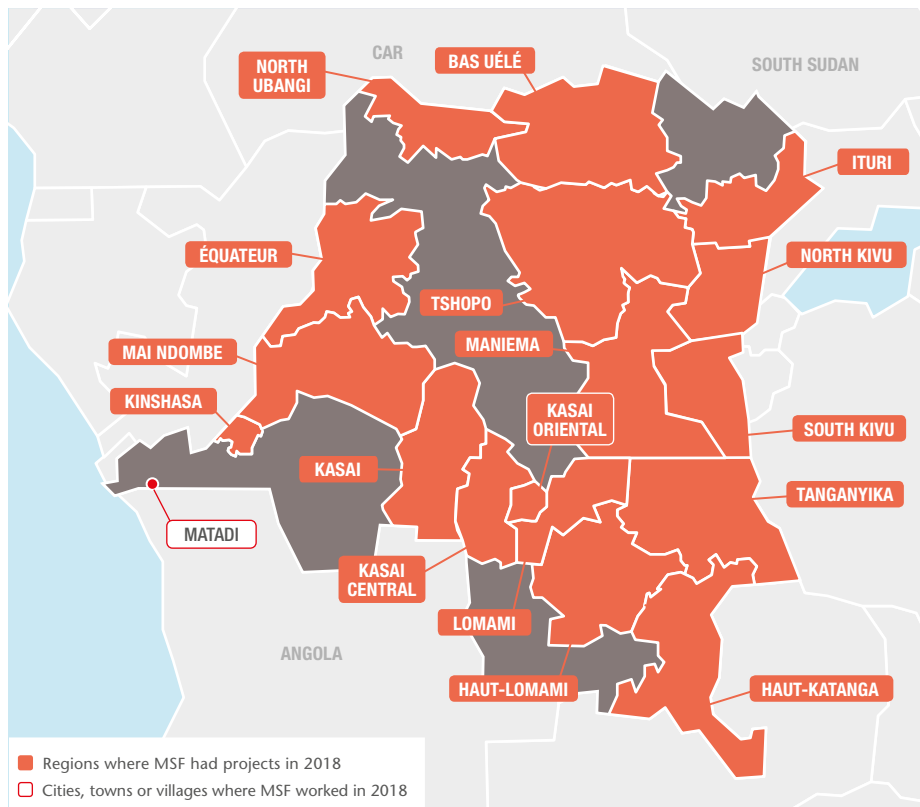 CAR
SOUTH SUDAN
NORTH
UBANGI
BAS UÉLÉ
ITURI
ÉQUATEUR
NORTH KIVU
TSHOPO
MANIEMA
MAI NDOMBE
KINSHASA
KASAI
ORIENTAL
SOUTH KIVU
KASAI
TANGANYIKA
MATADI
KASAI
CENTRAL
LOMAMI
ANGOLA
HAUT-LOMAMI
HAUT-KATANGA
Regions where MSF had projects in 2018
Cities, towns or villages where MSF worked in 2018